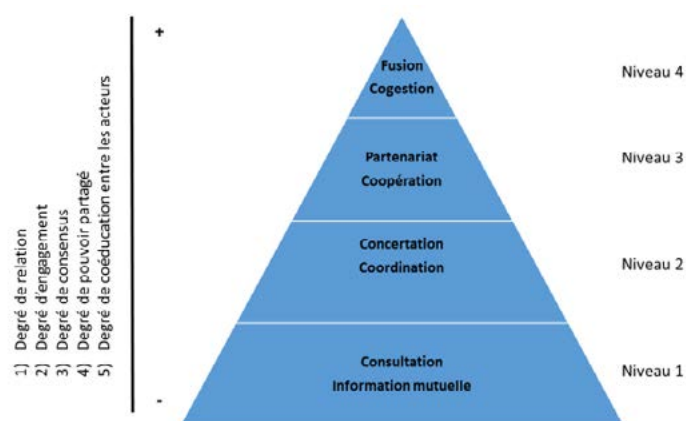 +
Fusion
Cogestion
Niveau 4
Partenariat
Coopération
Niveau 3
Concertation
Coordination
Niveau 2
Consultation
Information mutuelle
Niveau 1
-
1) Degré de relation
2) Degré d'engagement
3) Degré de consensus
4) Degré de pouvoir partagé
5) Degré de coéducation entre les acteurs